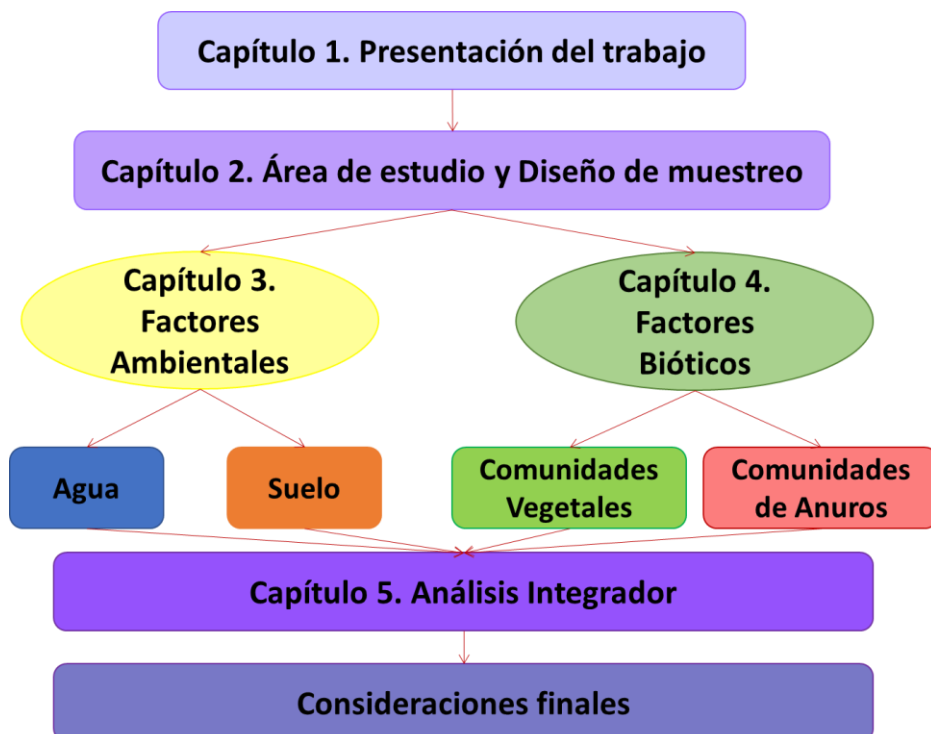 Capítulo 1. Presentación del trabajo
Capítulo 2. Área de estudio y Diseño de muestreo
Capítulo 3.
Factores
Ambientales
Capítulo 4.
Factores
Bióticos
Agua
Suelo
Comunidades
Vegetales
Comunidades
de Anuros
Capítulo 5. Análisis Integrador
Consideraciones finales